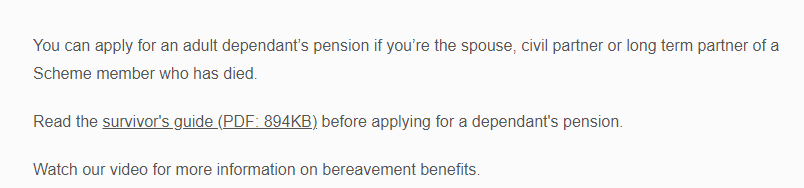 You can apply for an adult dependant’s pension if you’re the spouse, civil partner or long term partner of a
Scheme member who has died.
Read the survivor's guide (PDF: 894KB) before applying for a dependant's pension.
Watch our video for more information on bereavement benefits.